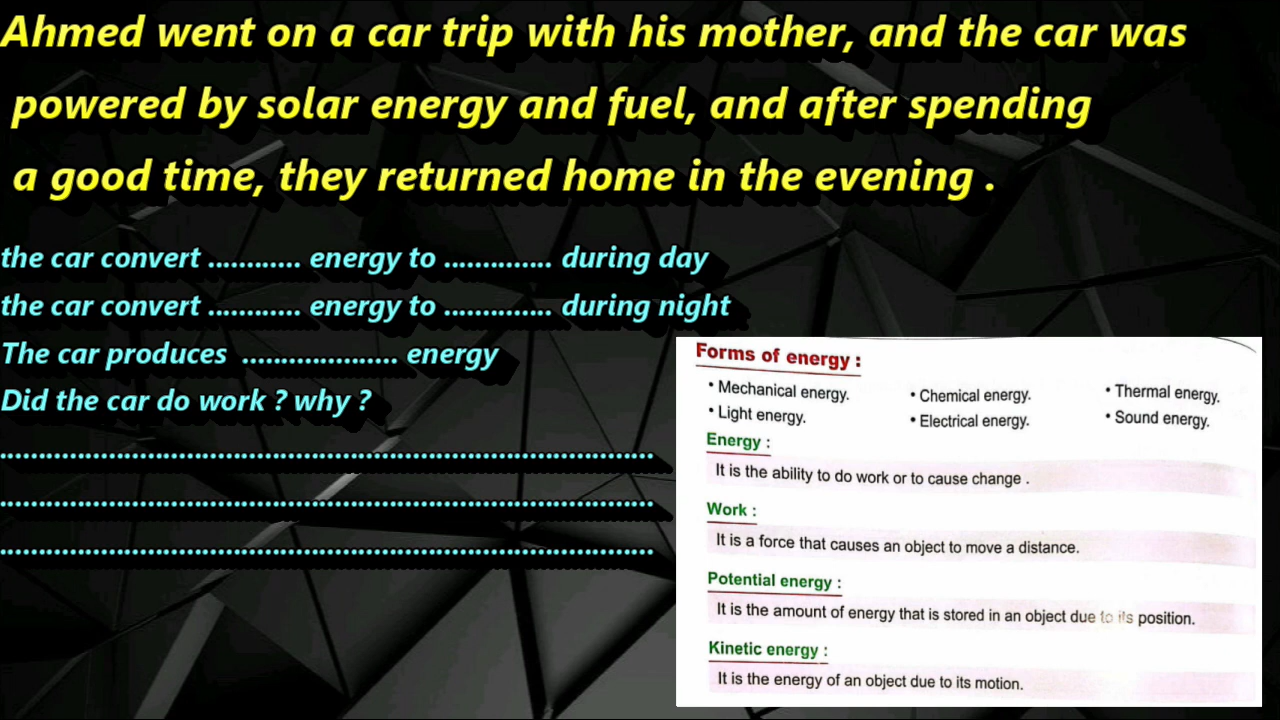 Ahmed went on a car trip with his mother, and the car was
powered by solar energy and fuel, and after spending
a good time, they returned home in the evening .
the car convert ............ energy to .............. during day
the car convert ............ energy to .............. during night
The car produces .................... energy
Did the car do work ? why ?
.....................................................................................
.....................................................................................
.....................................................................................
Forms of energy :
• Mechanical energy. • Chemical energy. • Thermal energy.
• Light energy. • Electrical energy. • Sound energy.
Energy :
It is the ability to do work or to cause change .
Work :
It is a force that causes an object to move a distance.
Potential energy :
It is the amount of energy that is stored in an object due to its position.
Kinetic energy :
It is the energy of an object due to its motion.